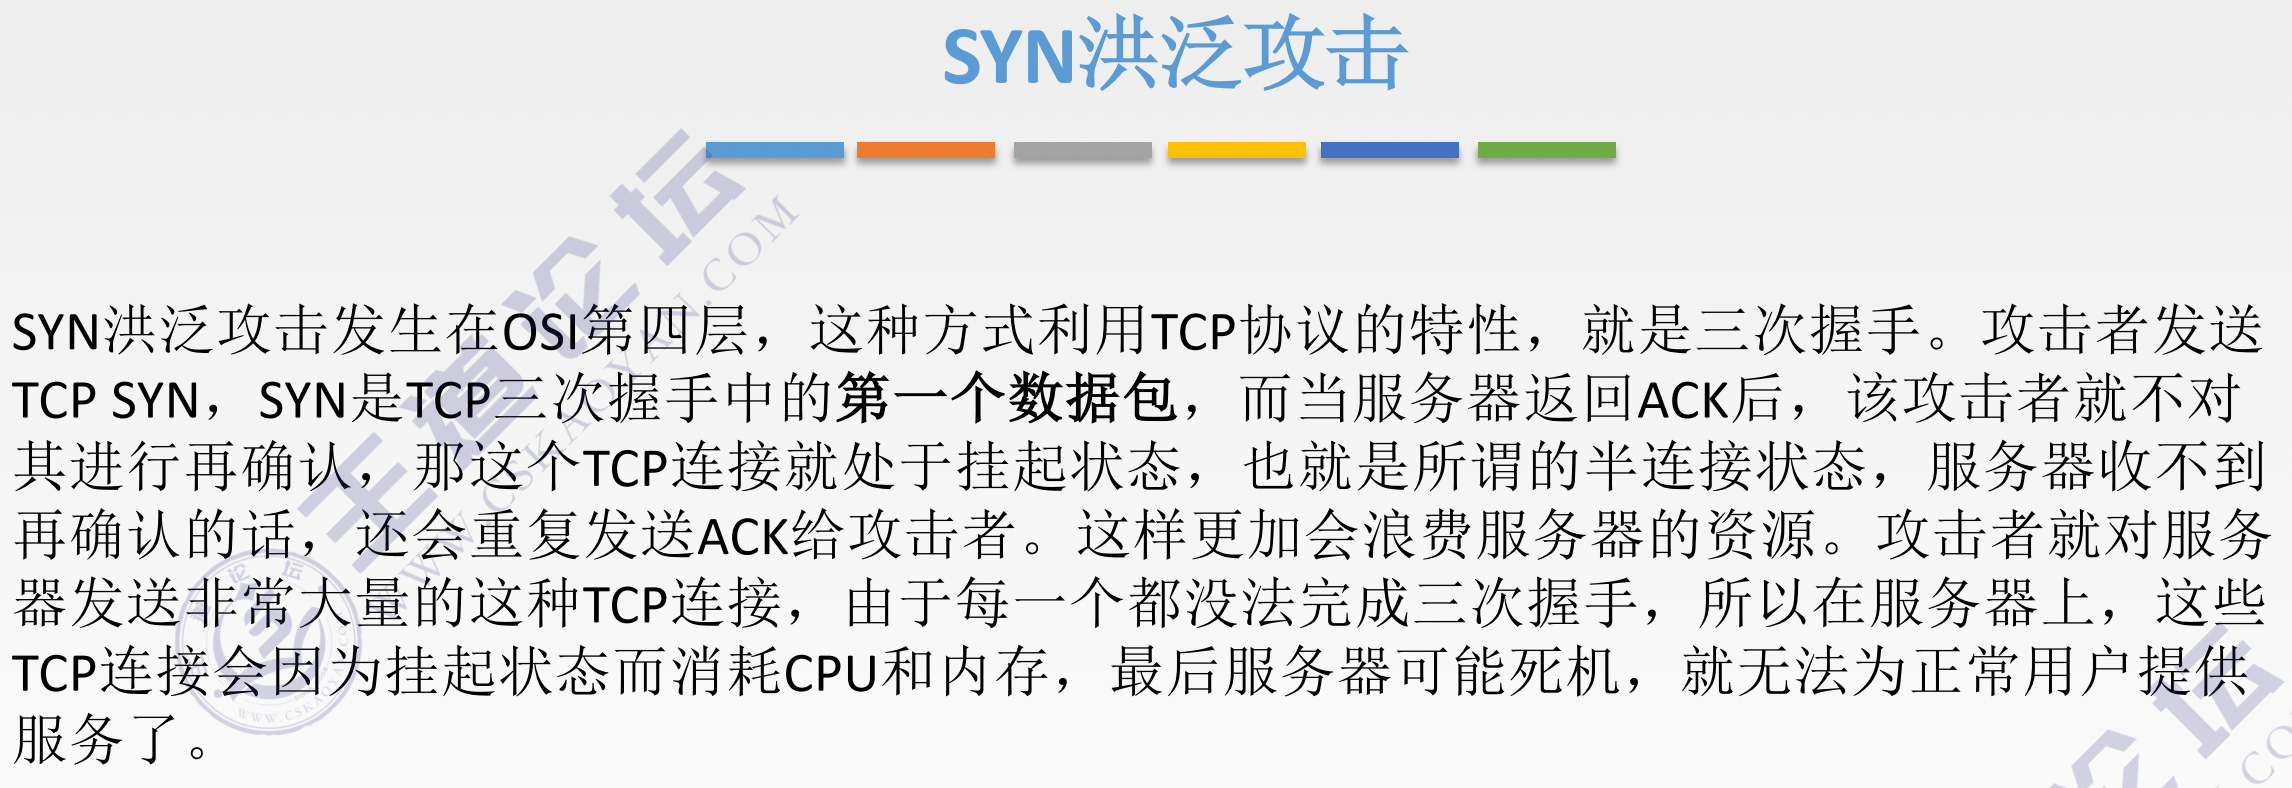 SYN洪泛攻击
SYN洪泛攻击发生在OSI第四层，这种方式利用TCP协议的特性，就是三次握手。攻击者发送
TCP SYN，SYN是TCP三次握手中的第一个数据包，而当服务器返回ACK后，该攻击者就不对
其进行再确认，那这个TCP连接就处于挂起状态，也就是所谓的半连接状态，服务器收不到
再确认的话，还会重复发送ACK给攻击者。这样更加会浪费服务器的资源。攻击者就对服务
器发送非常大量的这种TCP连接，由于每一个都没法完成三次握手，所以在服务器上，这些
TCP连接会因为挂起状态而消耗CPU和内存，最后服务器可能死机，就无法为正常用户提供
服务了。
王道论坛
WWW.CSKAOYAN.COM
论坛